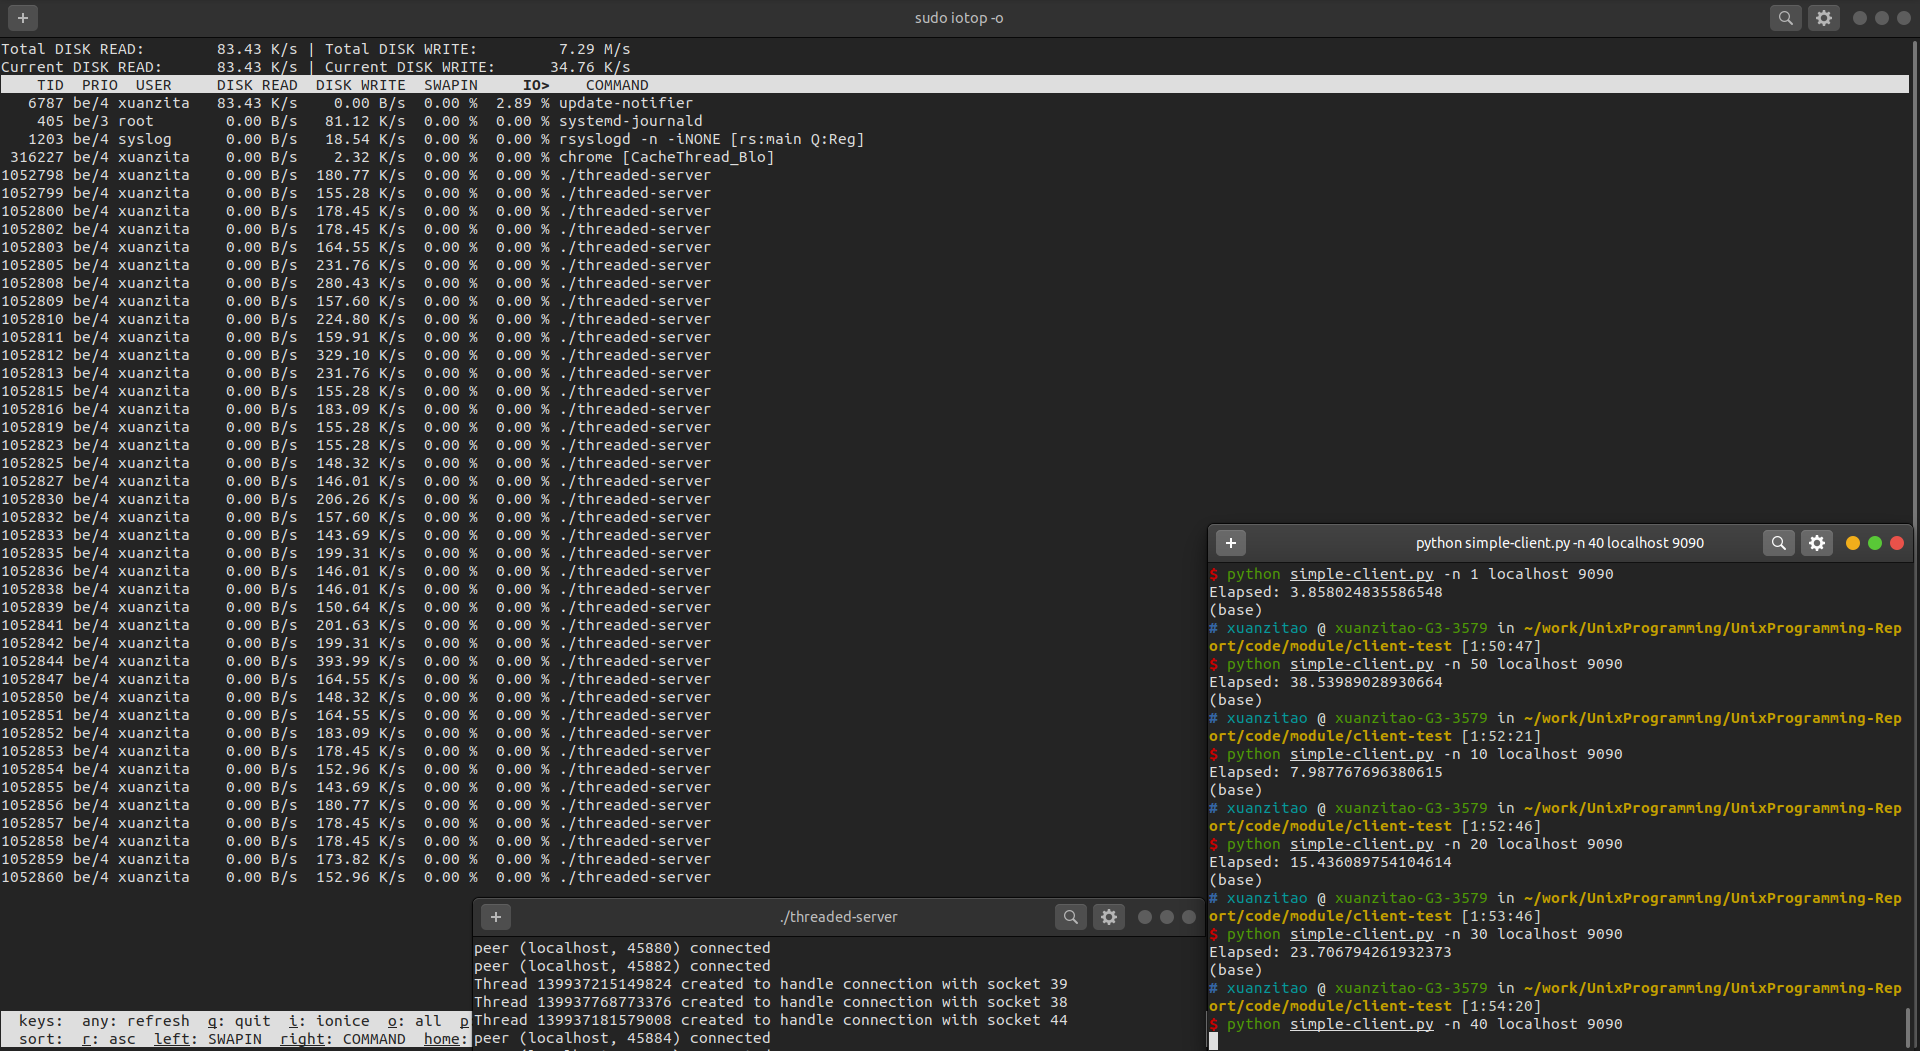 sudo iotop -o
Total DISK READ:        83.43 K/s | Total DISK WRITE:         7.29 M/s
Current DISK READ:      83.43 K/s | Current DISK WRITE:      34.76 K/s
    TID  PRIO  USER     DISK READ  DISK WRITE  SWAPIN     IO>    COMMAND
   6787 be/4 xuanzita   83.43 K/s    0.00 B/s  0.00 %  2.89 % update-notifier
    405 be/3 root        0.00 B/s   81.12 K/s  0.00 %  0.00 % systemd-journald
   1203 be/4 syslog      0.00 B/s   18.54 K/s  0.00 %  0.00 % rsyslogd -n -iNONE [rs:main Q:Reg]
 316227 be/4 xuanzita    0.00 B/s    2.32 K/s  0.00 %  0.00 % chrome [CacheThread_Blo]
1052798 be/4 xuanzita    0.00 B/s  180.77 K/s  0.00 %  0.00 % ./threaded-server
1052799 be/4 xuanzita    0.00 B/s  155.28 K/s  0.00 %  0.00 % ./threaded-server
1052800 be/4 xuanzita    0.00 B/s  178.45 K/s  0.00 %  0.00 % ./threaded-server
1052802 be/4 xuanzita    0.00 B/s  178.45 K/s  0.00 %  0.00 % ./threaded-server
1052803 be/4 xuanzita    0.00 B/s  164.55 K/s  0.00 %  0.00 % ./threaded-server
1052805 be/4 xuanzita    0.00 B/s  231.76 K/s  0.00 %  0.00 % ./threaded-server
1052808 be/4 xuanzita    0.00 B/s  280.43 K/s  0.00 %  0.00 % ./threaded-server
1052809 be/4 xuanzita    0.00 B/s  157.60 K/s  0.00 %  0.00 % ./threaded-server
1052810 be/4 xuanzita    0.00 B/s  224.80 K/s  0.00 %  0.00 % ./threaded-server
1052811 be/4 xuanzita    0.00 B/s  159.91 K/s  0.00 %  0.00 % ./threaded-server
1052812 be/4 xuanzita    0.00 B/s  329.10 K/s  0.00 %  0.00 % ./threaded-server
1052813 be/4 xuanzita    0.00 B/s  231.76 K/s  0.00 %  0.00 % ./threaded-server
1052815 be/4 xuanzita    0.00 B/s  155.28 K/s  0.00 %  0.00 % ./threaded-server
1052816 be/4 xuanzita    0.00 B/s  183.09 K/s  0.00 %  0.00 % ./threaded-server
1052819 be/4 xuanzita    0.00 B/s  155.28 K/s  0.00 %  0.00 % ./threaded-server
1052823 be/4 xuanzita    0.00 B/s  155.28 K/s  0.00 %  0.00 % ./threaded-server
1052825 be/4 xuanzita    0.00 B/s  148.32 K/s  0.00 %  0.00 % ./threaded-server
1052827 be/4 xuanzita    0.00 B/s  146.01 K/s  0.00 %  0.00 % ./threaded-server
1052830 be/4 xuanzita    0.00 B/s  206.26 K/s  0.00 %  0.00 % ./threaded-server
1052832 be/4 xuanzita    0.00 B/s  157.60 K/s  0.00 %  0.00 % ./threaded-server
1052833 be/4 xuanzita    0.00 B/s  143.69 K/s  0.00 %  0.00 % ./threaded-server
1052835 be/4 xuanzita    0.00 B/s  199.31 K/s  0.00 %  0.00 % ./threaded-server
1052836 be/4 xuanzita    0.00 B/s  146.01 K/s  0.00 %  0.00 % ./threaded-server
1052838 be/4 xuanzita    0.00 B/s  146.01 K/s  0.00 %  0.00 % ./threaded-server
1052839 be/4 xuanzita    0.00 B/s  150.64 K/s  0.00 %  0.00 % ./threaded-server
1052841 be/4 xuanzita    0.00 B/s  201.63 K/s  0.00 %  0.00 % ./threaded-server
1052842 be/4 xuanzita    0.00 B/s  199.31 K/s  0.00 %  0.00 % ./threaded-server
1052844 be/4 xuanzita    0.00 B/s  393.99 K/s  0.00 %  0.00 % ./threaded-server
1052847 be/4 xuanzita    0.00 B/s  164.55 K/s  0.00 %  0.00 % ./threaded-server
1052850 be/4 xuanzita    0.00 B/s  148.32 K/s  0.00 %  0.00 % ./threaded-server
1052851 be/4 xuanzita    0.00 B/s  164.55 K/s  0.00 %  0.00 % ./threaded-server
1052852 be/4 xuanzita    0.00 B/s  183.09 K/s  0.00 %  0.00 % ./threaded-server
1052853 be/4 xuanzita    0.00 B/s  178.45 K/s  0.00 %  0.00 % ./threaded-server
1052854 be/4 xuanzita    0.00 B/s  152.96 K/s  0.00 %  0.00 % ./threaded-server
1052855 be/4 xuanzita    0.00 B/s  143.69 K/s  0.00 %  0.00 % ./threaded-server
1052856 be/4 xuanzita    0.00 B/s  180.77 K/s  0.00 %  0.00 % ./threaded-server
1052857 be/4 xuanzita    0.00 B/s  178.45 K/s  0.00 %  0.00 % ./threaded-server
1052858 be/4 xuanzita    0.00 B/s  178.45 K/s  0.00 %  0.00 % ./threaded-server
1052859 be/4 xuanzita    0.00 B/s  173.82 K/s  0.00 %  0.00 % ./threaded-server
1052860 be/4 xuanzita    0.00 B/s  152.96 K/s  0.00 %  0.00 % ./threaded-server
  keys:  any: refresh  q: quit  i: ionice  o: all  p
  sort:  r: asc  left: SWAPIN  right: COMMAND  home:
./threaded-server
peer (localhost, 45880) connected
peer (localhost, 45882) connected
Thread 139937215149824 created to handle connection with socket 39
Thread 139937768773376 created to handle connection with socket 38
Thread 139937181579008 created to handle connection with socket 44
peer (localhost, 45884) connected
python simple-client.py -n 40 localhost 9090
$ python simple-client.py -n 1 localhost 9090
Elapsed: 3.858024835586548
(base)
# xuanzitao @ xuanzitao-G3-3579 in ~/work/UnixProgramming/UnixProgramming-Rep
ort/code/module/client-test [1:50:47]
$ python simple-client.py -n 50 localhost 9090
Elapsed: 38.53989028930664
(base)
# xuanzitao @ xuanzitao-G3-3579 in ~/work/UnixProgramming/UnixProgramming-Rep
ort/code/module/client-test [1:52:21]
$ python simple-client.py -n 10 localhost 9090
Elapsed: 7.987767696380615
(base)
# xuanzitao @ xuanzitao-G3-3579 in ~/work/UnixProgramming/UnixProgramming-Rep
ort/code/module/client-test [1:52:46]
$ python simple-client.py -n 20 localhost 9090
Elapsed: 15.436089754104614
(base)
# xuanzitao @ xuanzitao-G3-3579 in ~/work/UnixProgramming/UnixProgramming-Rep
ort/code/module/client-test [1:53:46]
$ python simple-client.py -n 30 localhost 9090
Elapsed: 23.706794261932373
(base)
# xuanzitao @ xuanzitao-G3-3579 in ~/work/UnixProgramming/UnixProgramming-Rep
ort/code/module/client-test [1:54:20]
$ python simple-client.py -n 40 localhost 9090